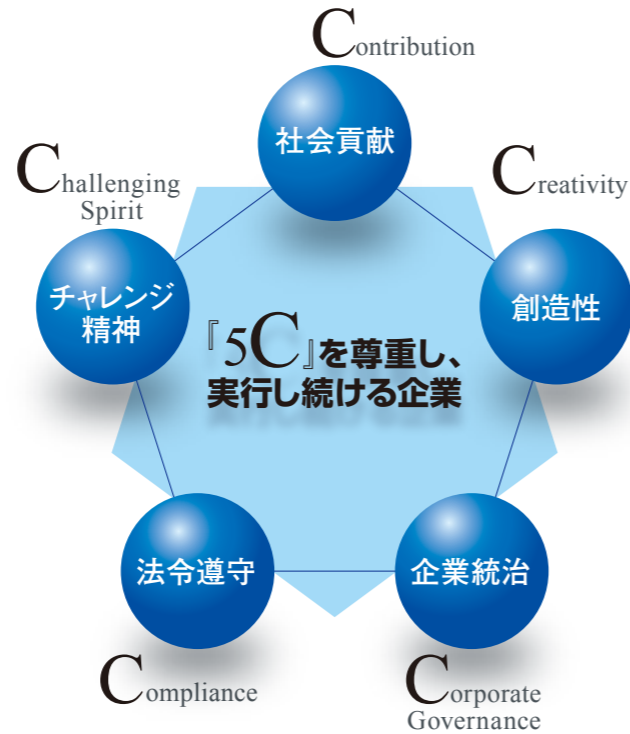 Contribution
社会貢献
Challenging
Spirit
チャレンジ
精神
Creativity
創造性
『5C』を尊重し、
実行し続ける企業
法令遵守
Compliance
企業統治
Corporate
Governance